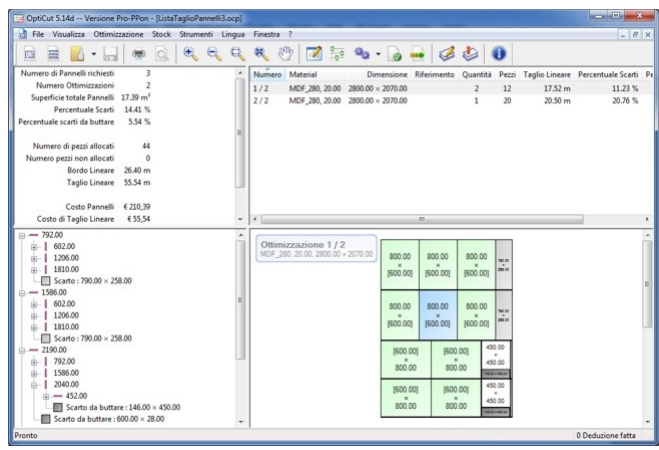 OptiCut 5.14d -- Versione Pro-PPon - [ListaTaglioPannelli3.ocp]
File Visualizza Ottimizzazione Stock Strumenti Lingua Finestra ?
Numero di Pannelli richiesti 3
Numero Ottimizzazioni 2
Superficie totale Pannelli 17.39 m²
Percentuale Scarti 14.41 %
Percentuale scarti da buttare 5.54 %
Numero di pezzi allocati 44
Numero pezzi non allocati 0
Bordo Lineare 26.40 m
Taglio Lineare 55.54 m
Costo Pannelli € 210,39
Costo di Taglio Lineare € 55,54
Numero Material Dimensione Riferimento Quantità Pezzi Taglio Lineare Percentuale Scarti Pe
1 / 2 MDF_280, 20.00 2800.00 × 2070.00 2 12 17.52 m 11.23 %
2 / 2 MDF_280, 20.00 2800.00 × 2070.00 1 20 20.50 m 20.76 %
792.00
602.00
1206.00
1810.00
Scarto : 790.00 × 258.00
1586.00
602.00
1206.00
1810.00
Scarto : 790.00 × 258.00
2190.00
792.00
1586.00
2040.00
452.00
Scarto da buttare : 146.00 × 450.00
Scarto da buttare : 600.00 × 28.00
Ottimizzazione 1 / 2
MDF_280, 20.00, 2800.00 × 2070.00
800.00 800.00 800.00
× × ×
[600.00] [600.00] [600.00]
800.00 800.00 800.00
× × ×
[600.00] [600.00] [600.00]
[600.00] [600.00] 450.00
× × ×
800.00 800.00 450.00
[600.00] [600.00] 450.00
× × ×
800.00 800.00 450.00
Pronto 0 Deduzione fatta